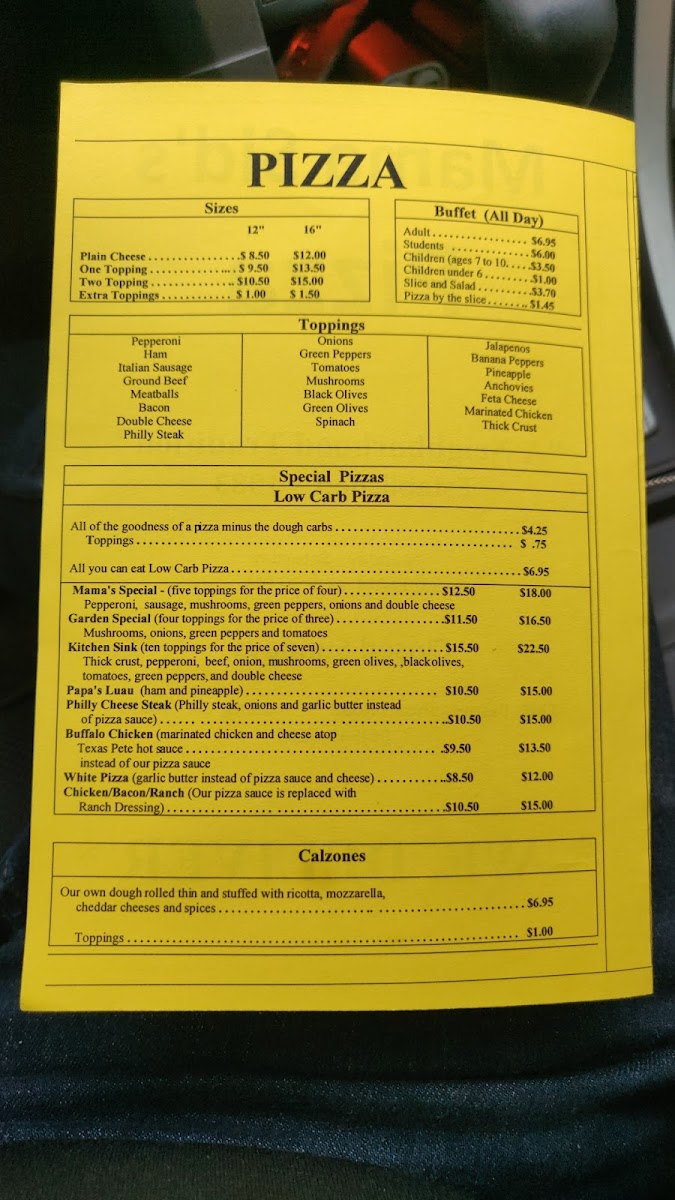 PIZZA
Sizes
12" 16"
Plain Cheese ................$ 8.50 $12.00
One Topping.................. $ 9.50 $13.50
Two Topping ................. $10.50 $15.00
Extra Toppings ............ $ 1.00 $ 1.50
Buffet (All Day)
Adult.................. $6.95
Students .............. $6.00
Children (ages 7 to 10.....$3.50
Children under 6.........$1.00
Slice and Salad..........$3.70
Pizza by the slice........$1.45
Toppings
Pepperoni
Ham
Italian Sausage
Ground Beef
Meatballs
Bacon
Double Cheese
Philly Steak
Onions
Green Peppers
Tomatoes
Mushrooms
Black Olives
Green Olives
Spinach
Jalapenos
Banana Peppers
Pineapple
Anchovies
Feta Cheese
Marinated Chicken
Thick Crust
Special Pizzas
Low Carb Pizza
All of the goodness of a pizza minus the dough carbs ................................$4.25
Toppings................................................................ $ .75
All you can eat Low Carb Pizza.................................................$6.95
Mama's Special - (five toppings for the price of four)................$12.50 $18.00
Pepperoni, sausage, mushrooms, green peppers, onions and double cheese
Garden Special (four toppings for the price of three)..................$11.50 $16.50
Mushrooms, onions, green peppers and tomatoes
Kitchen Sink (ten toppings for the price of seven).....................$15.50 $22.50
Thick crust, pepperoni, beef, onion, mushrooms, green olives, ,black olives,
tomatoes, green peppers, and double cheese
Papa's Luau (ham and pineapple)................................ $10.50 $15.00
Philly Cheese Steak (Philly steak, onions and garlic butter instead
of pizza sauce)...... ..............................................$10.50 $15.00
Buffalo Chicken (marinated chicken and cheese atop
Texas Pete hot sauce.......................................$9.50 $13.50
instead of our pizza sauce
White Pizza (garlic butter instead of pizza sauce and cheese)............$8.50 $12.00
Chicken/Bacon/Ranch (Our pizza sauce is replaced with
Ranch Dressing)...............................................$10.50 $15.00
Calzones
Our own dough rolled thin and stuffed with ricotta, mozzarella,
cheddar cheeses and spices................................................$6.95
Toppings................................................................ $1.00